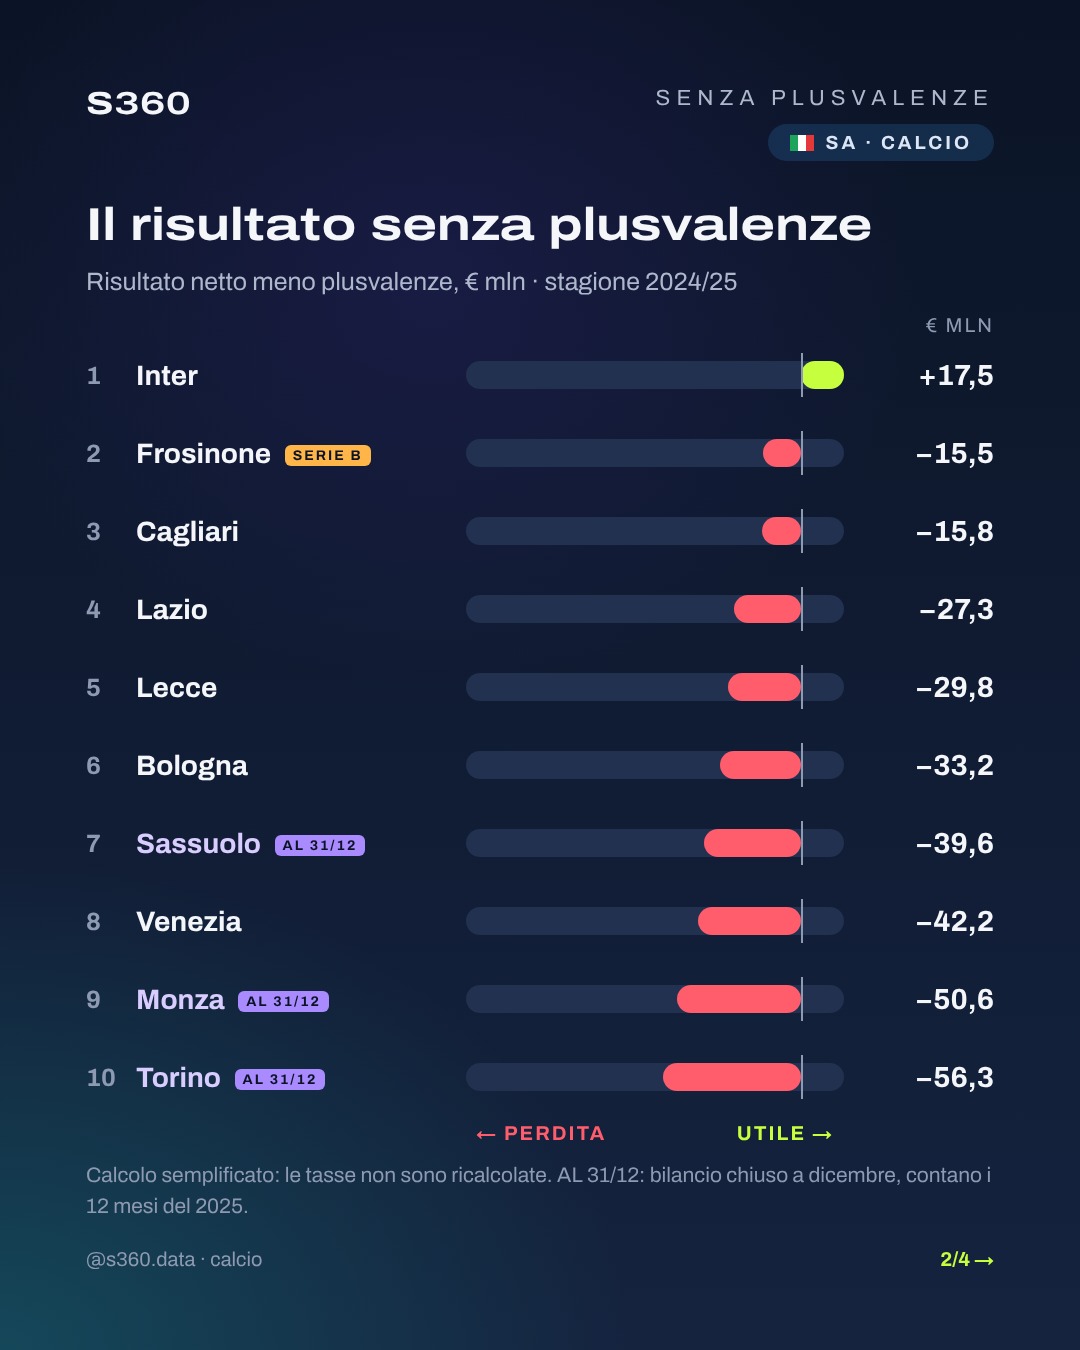 S360
SENZA PLUSVALENZE
SA · CALCIO
Il risultato senza plusvalenze
Risultato netto meno plusvalenze, € mln · stagione 2024/25
€ MLN
1 Inter +17,5
2 Frosinone SERIE B −15,5
3 Cagliari −15,8
4 Lazio −27,3
5 Lecce −29,8
6 Bologna −33,2
7 Sassuolo AL 31/12 −39,6
8 Venezia −42,2
9 Monza AL 31/12 −50,6
10 Torino AL 31/12 −56,3
← PERDITA UTILE →
Calcolo semplificato: le tasse non sono ricalcolate. AL 31/12: bilancio chiuso a dicembre, contano i
12 mesi del 2025.
@s360.data · calcio 2/4 →